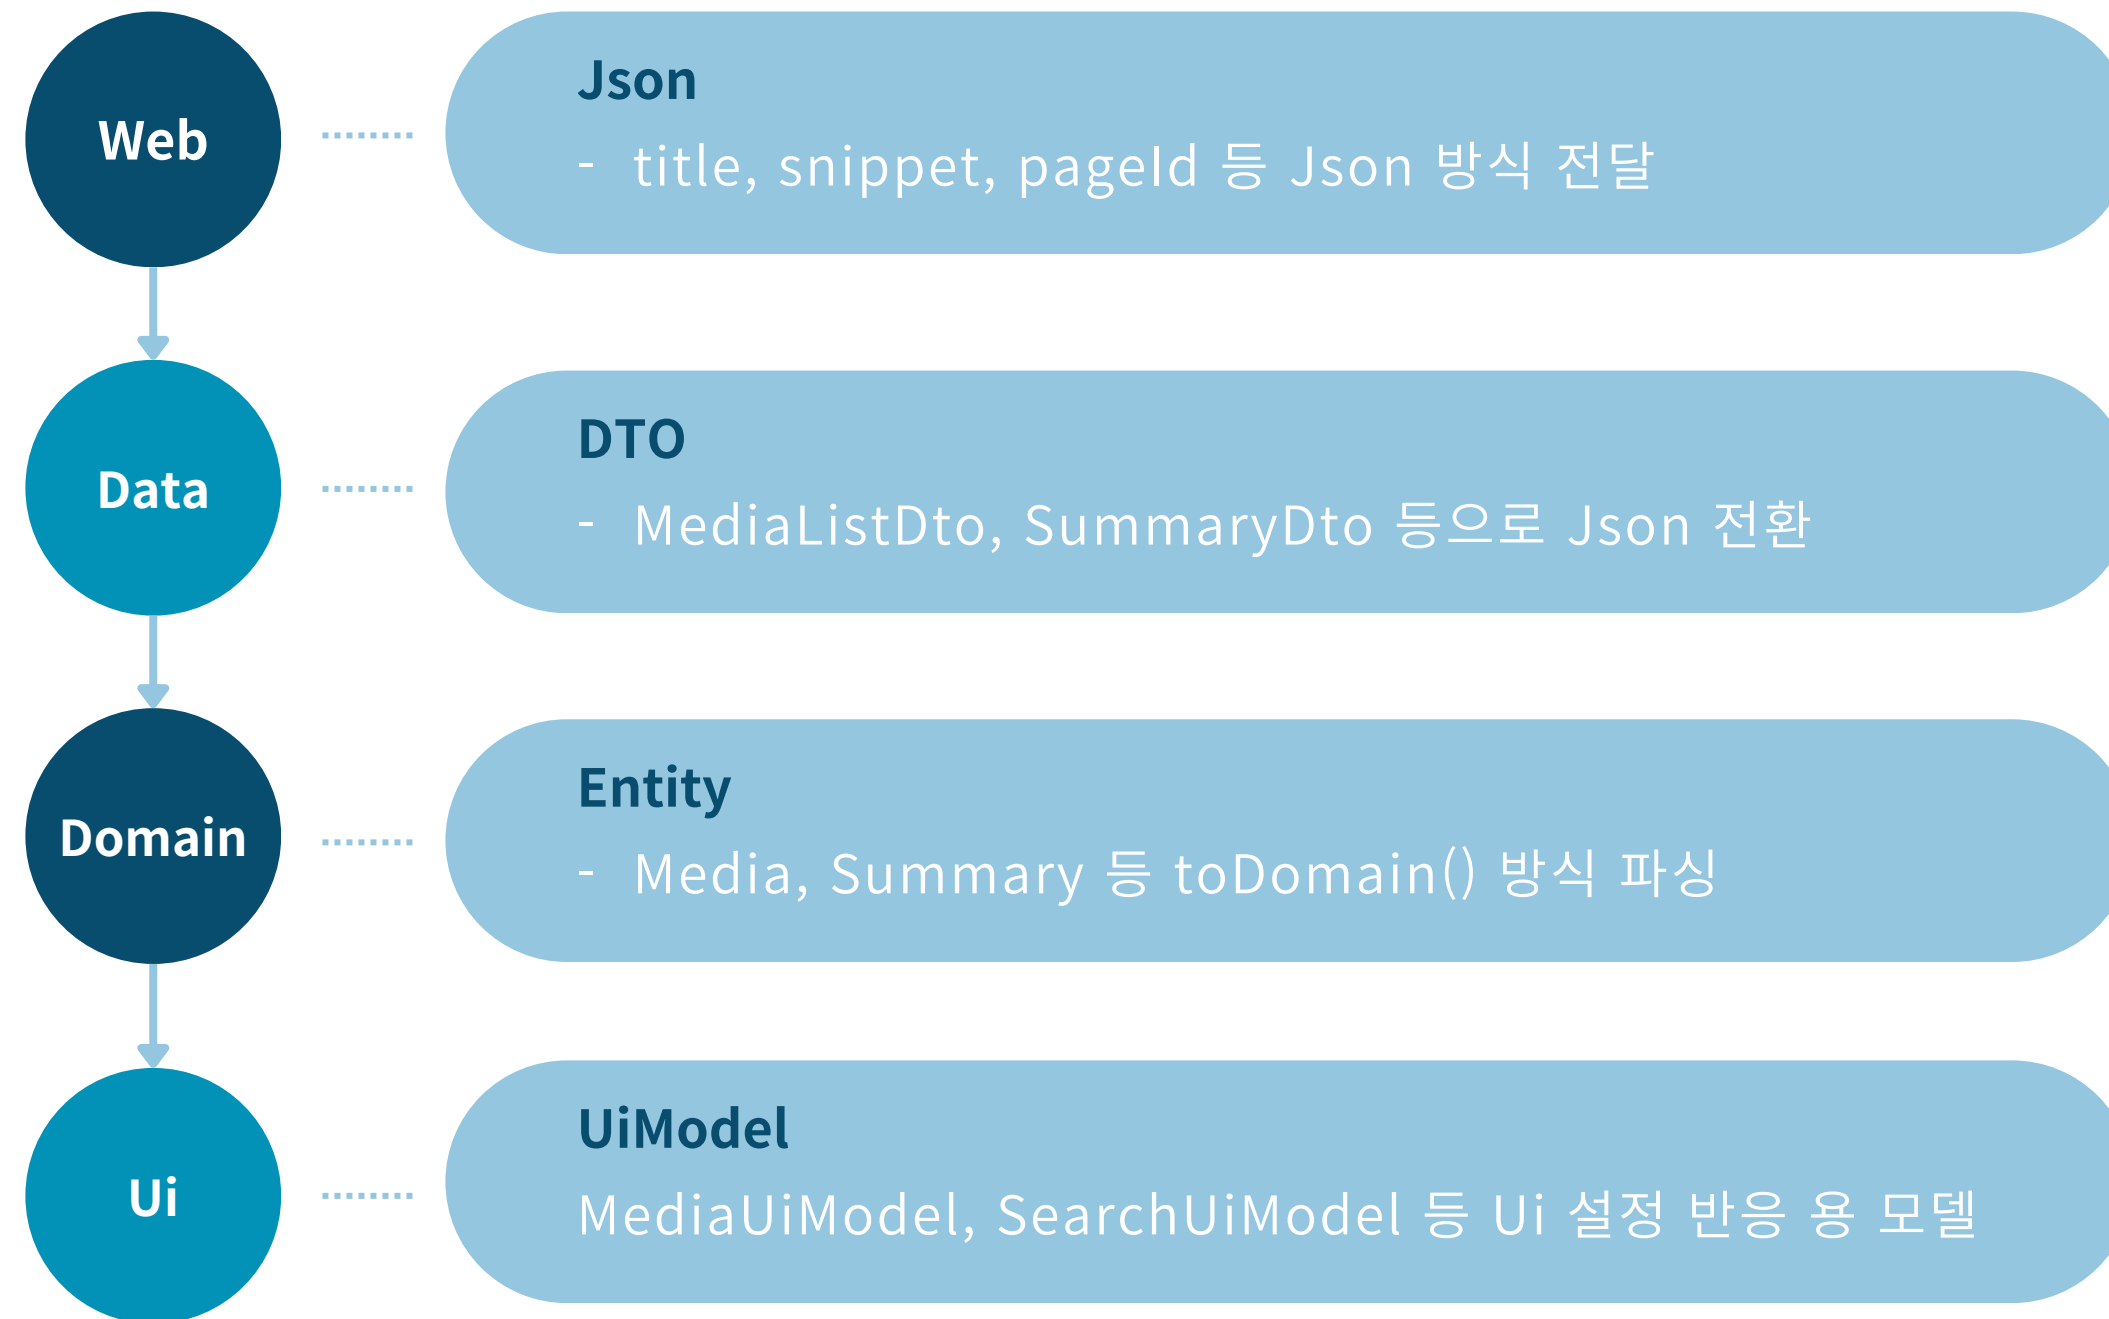 Web
Json
- title, snippet, pageId 등 Json 방식 전달
Data
DTO
- MediaListDto, SummaryDto 등으로 Json 전환
Domain
Entity
- Media, Summary 등 toDomain() 방식 파싱
Ui
UiModel
MediaUiModel, SearchUiModel 등 Ui 설정 반응 용 모델